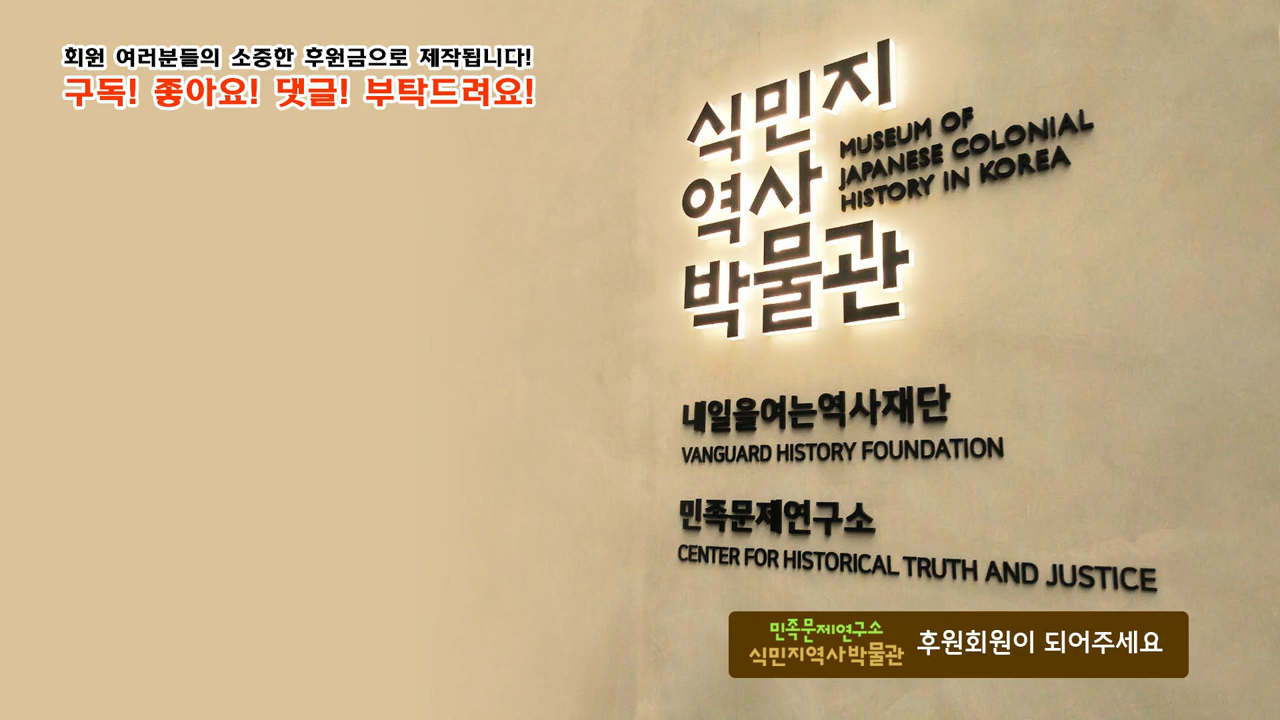 회원 여러분들의 소중한 후원금으로 제작됩니다!
구독! 좋아요! 댓글! 부탁드려요!
식민지
역사
박물관
MUSEUM OF
JAPANESE COLONIAL
HISTORY IN KOREA
내일을여는역사재단
VANGUARD HISTORY FOUNDATION
민족문제연구소
CENTER FOR HISTORICAL TRUTH AND JUSTICE
민족문제연구소
식민지역사박물관
후원회원이 되어주세요